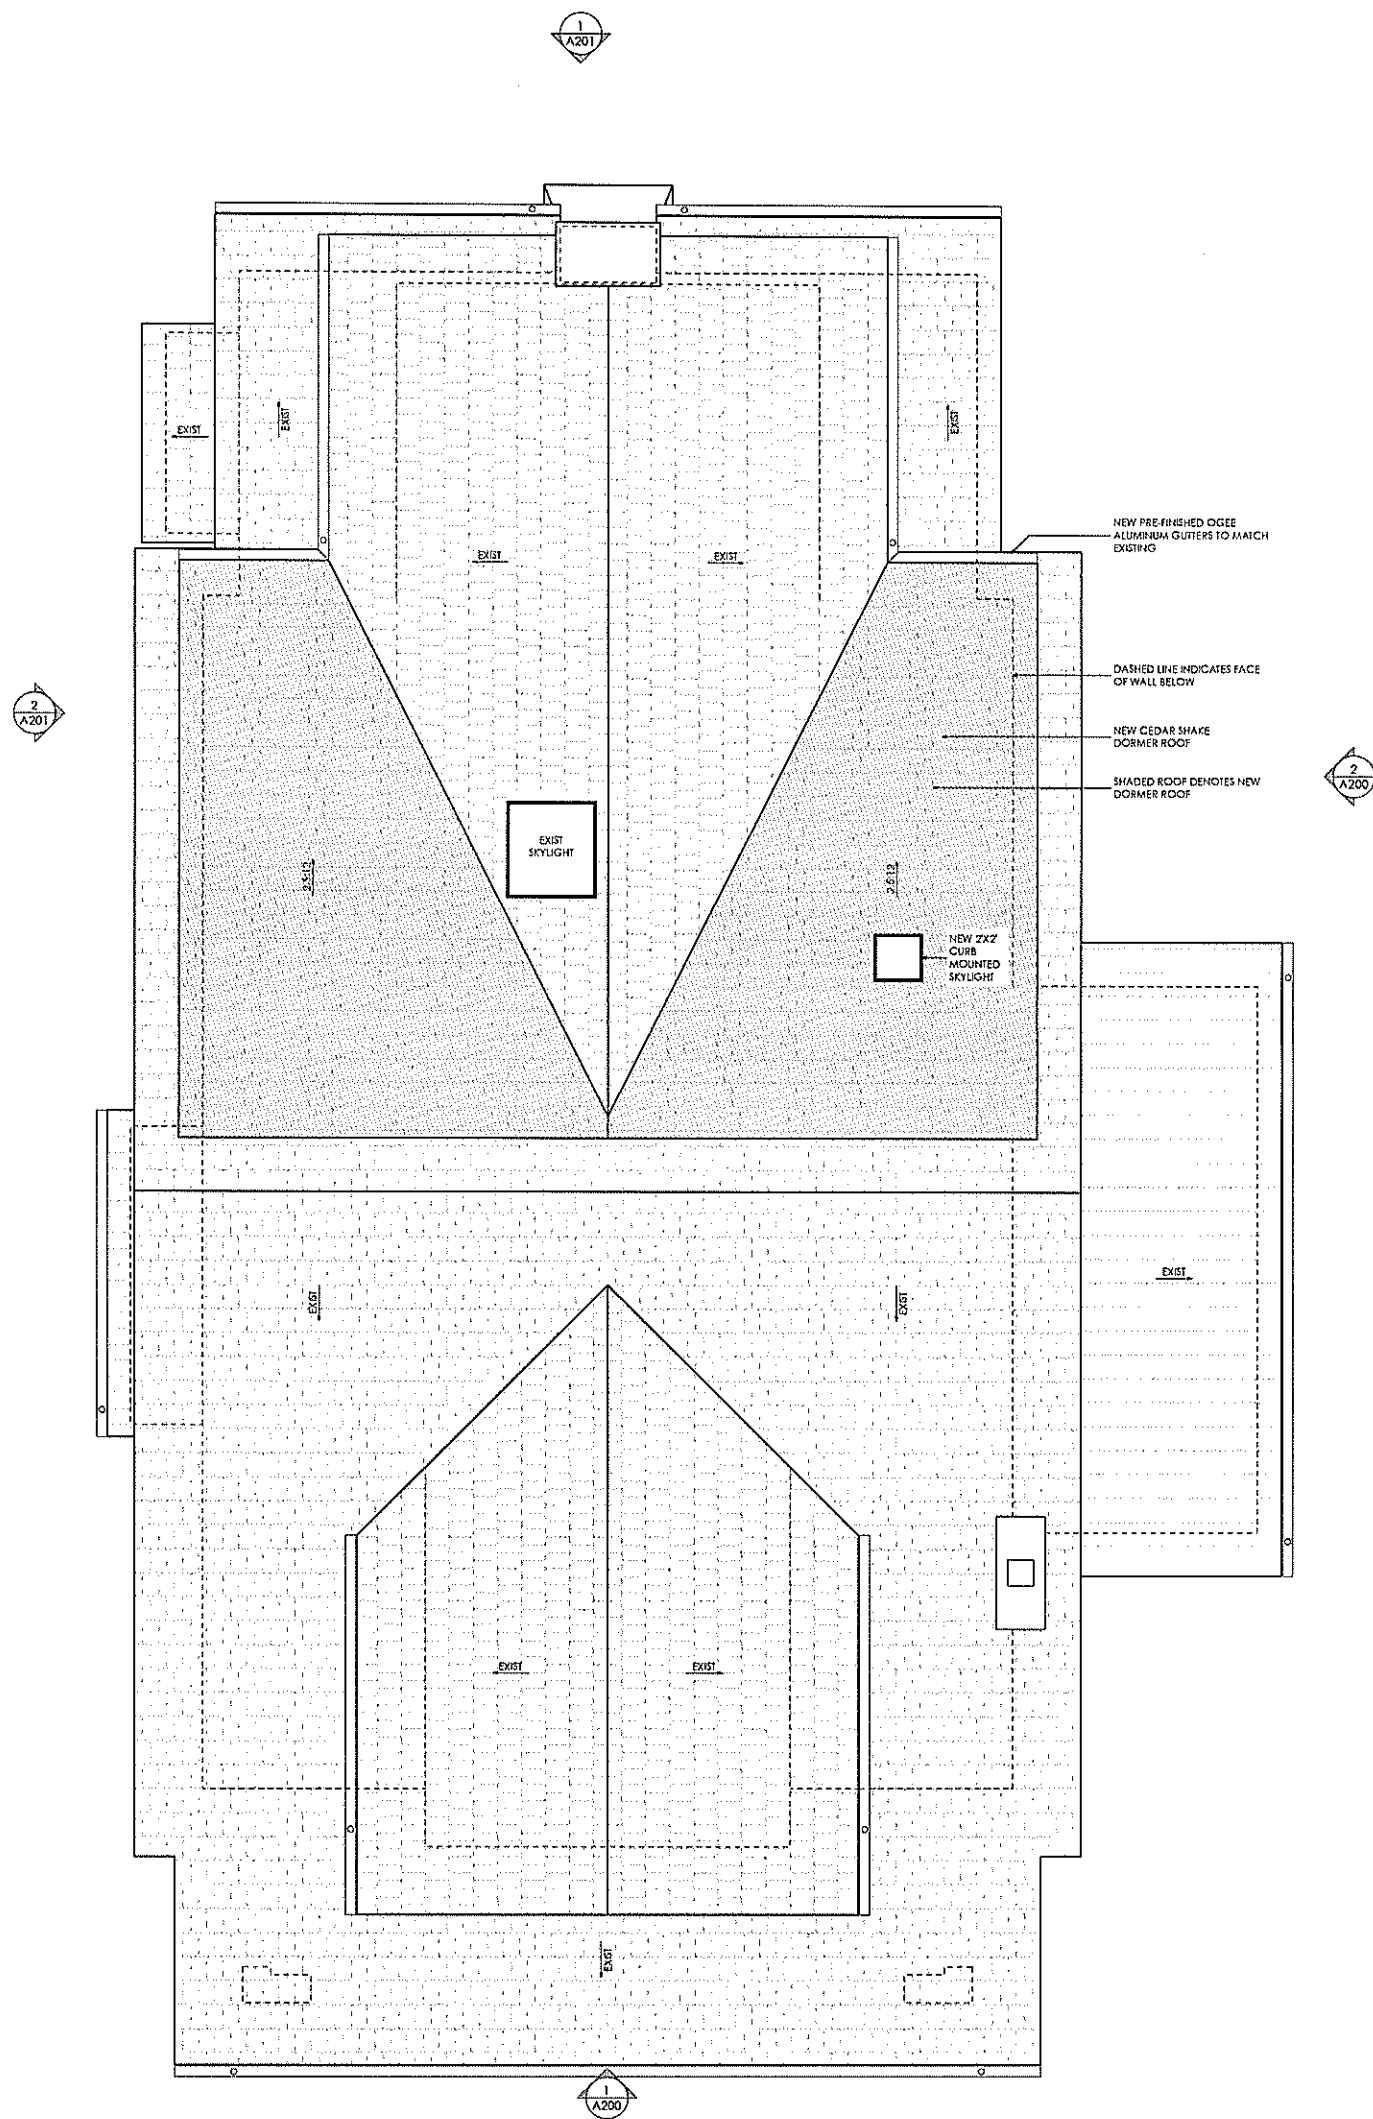 1
A201
EXIST
EXIST
EXIST
EXIST
EXIST
NEW PRE-FINISHED OGEE
ALUMINUM GUTTERS TO MATCH
EXISTING
DASHED LINE INDICATES FACE
OF WALL BELOW
2
A201
NEW CEDAR SHAKE
DORMER ROOF
SHADED ROOF DENOTES NEW
DORMER ROOF
2
A200
EXIST
SKYLIGHT
2.5:12
2.5:12
NEW 2'X2'
CURB
MOUNTED
SKYLIGHT
EXIST
EXIST
EXIST
EXIST
EXIST
EXIST
1
A200